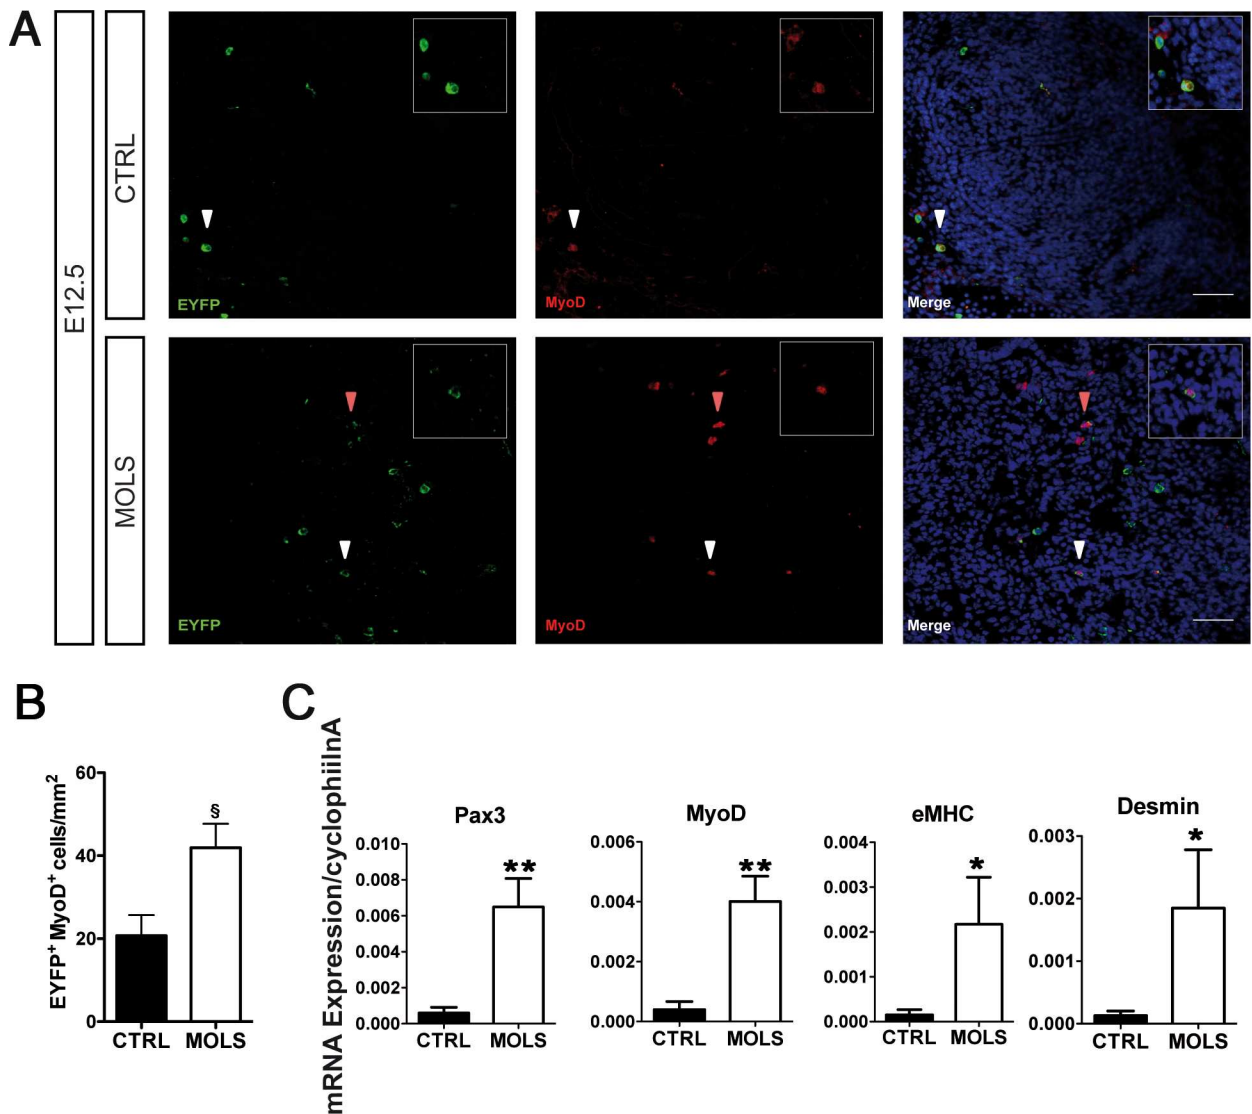 A
E12.5
CTRL
EYFP
MyoD
Merge
MOLS
EYFP
MyoD
Merge
B
EYFP+ MyoD+ cells/mm2
60
40
20
0
§
CTRL MOLS
C
mRNA Expression/cyclophiilnA
Pax3
0.010
0.008
0.006
0.004
0.002
0.000
**
CTRL MOLS
MyoD
0.006
0.004
0.002
0.000
**
CTRL MOLS
eMHC
0.004
0.003
0.002
0.001
0.000
*
CTRL MOLS
Desmin
0.003
0.002
0.001
0.000
*
CTRL MOLS